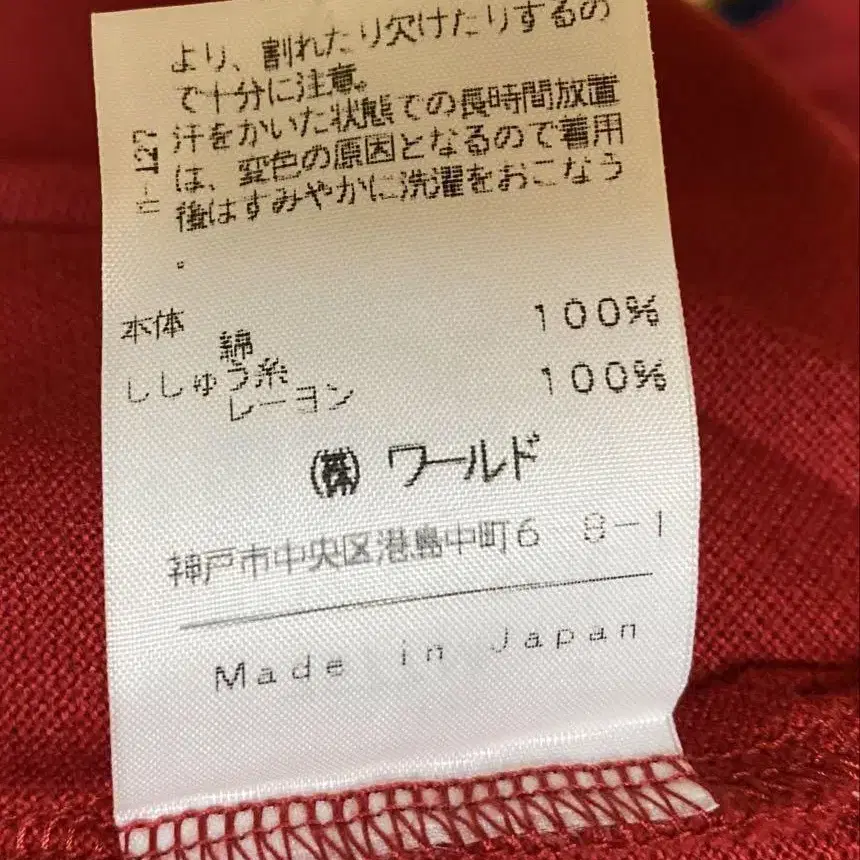 より、割れたり欠けたりするの
で十分に注意。
汗をかいた状態での長時間放置
は、変色の原因となるので着用
後はすみやかに洗濯をおこなう
。
-127
本体
綿 100%
ししゅう糸
レーヨン 100%
(株) ワールド
神戸市中央区港島中町6 8-1
Made in Japan